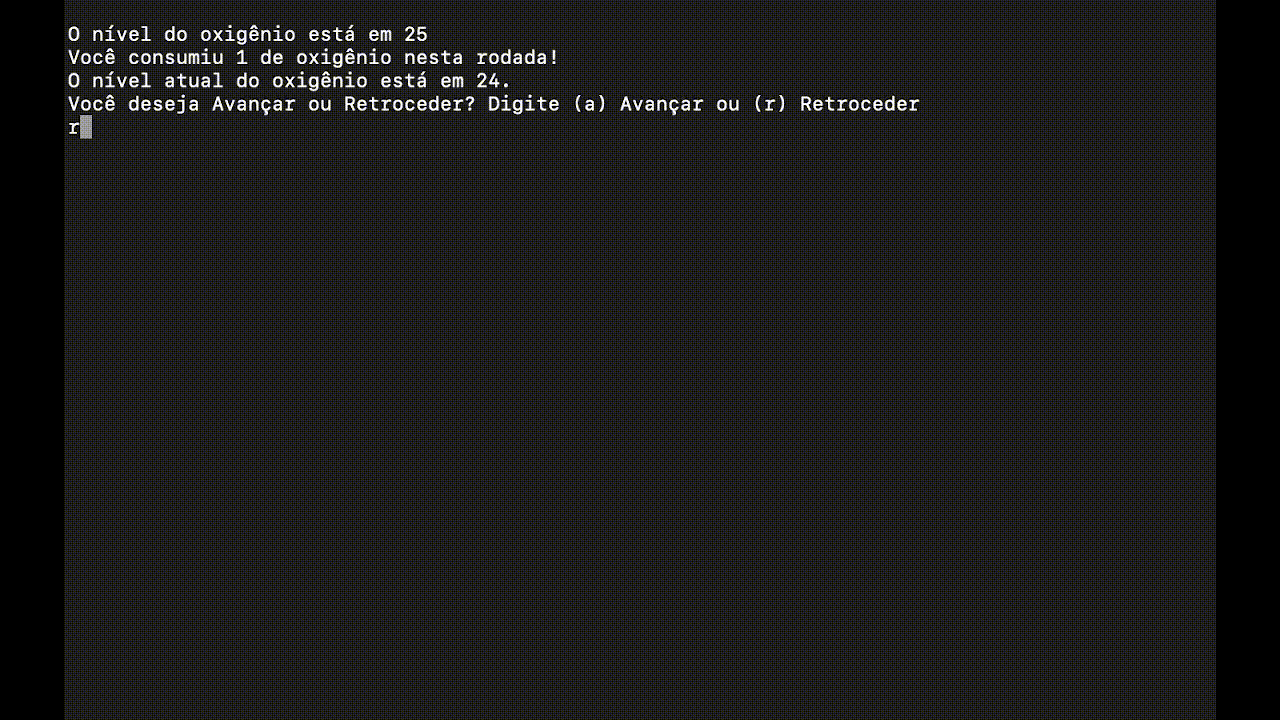 O nível do oxigênio está em 25
Você consumiu 1 de oxigênio nesta rodada!
O nível atual do oxigênio está em 24.
Você deseja Avançar ou Retroceder? Digite (a) Avançar ou (r) Retroceder
r